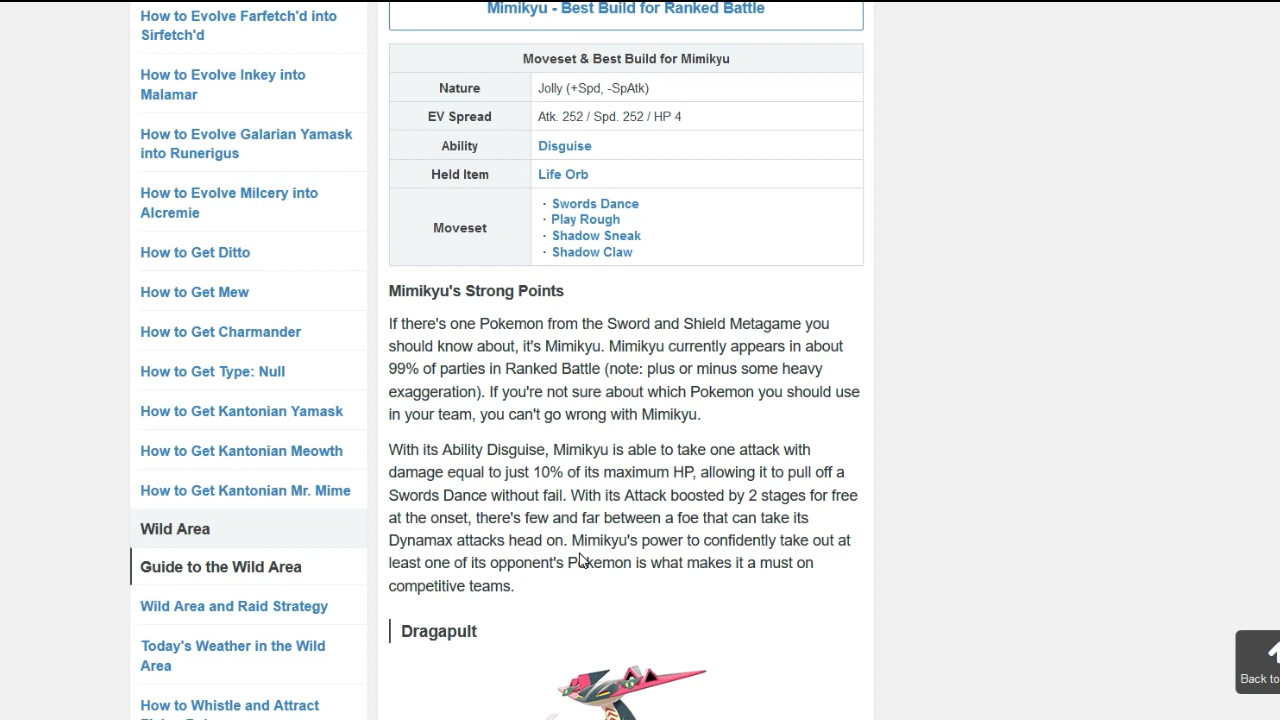 How to Evolve Farfetch'd into
Sirfetch'd
How to Evolve Inkey into
Malamar
How to Evolve Galarian Yamask
into Runerigus
How to Evolve Milcery into
Alcremie
How to Get Ditto
How to Get Mew
How to Get Charmander
How to Get Type: Null
How to Get Kantonian Yamask
How to Get Kantonian Meowth
How to Get Kantonian Mr. Mime
Wild Area
Guide to the Wild Area
Wild Area and Raid Strategy
Today's Weather in the Wild
Area
How to Whistle and Attract
Mimikyu - Best Build for Ranked Battle
Moveset & Best Build for Mimikyu
Nature Jolly (+Spd, -SpAtk)
EV Spread Atk. 252 / Spd. 252 / HP 4
Ability Disguise
Held Item Life Orb
Moveset
· Swords Dance
· Play Rough
· Shadow Sneak
· Shadow Claw
Mimikyu's Strong Points
If there's one Pokemon from the Sword and Shield Metagame you
should know about, it's Mimikyu. Mimikyu currently appears in about
99% of parties in Ranked Battle (note: plus or minus some heavy
exaggeration). If you're not sure about which Pokemon you should use
in your team, you can't go wrong with Mimikyu.
With its Ability Disguise, Mimikyu is able to take one attack with
damage equal to just 10% of its maximum HP, allowing it to pull off a
Swords Dance without fail. With its Attack boosted by 2 stages for free
at the onset, there's few and far between a foe that can take its
Dynamax attacks head on. Mimikyu's power to confidently take out at
least one of its opponent's Pokemon is what makes it a must on
competitive teams.
Dragapult
Back to